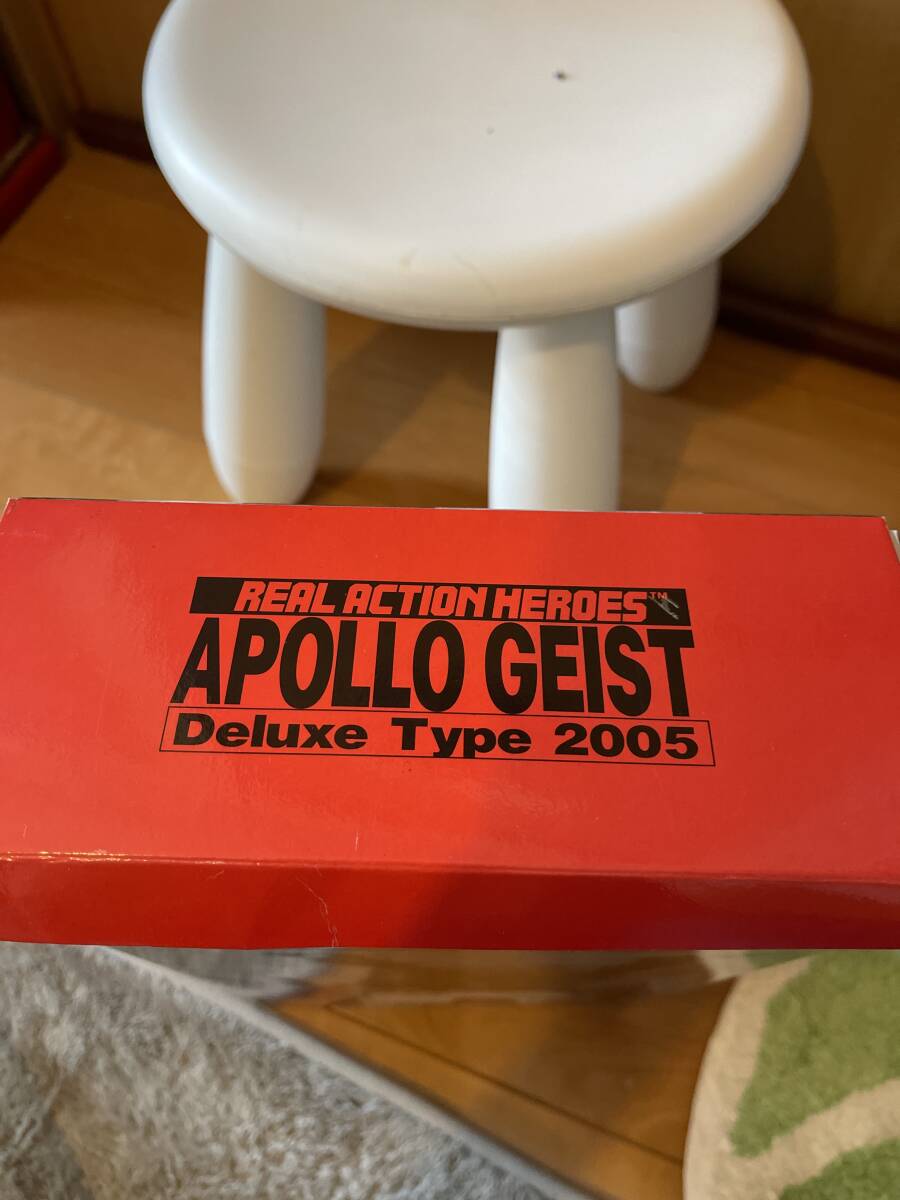 REAL ACTION HEROES™
APOLLO GEIST
Deluxe Type 2005